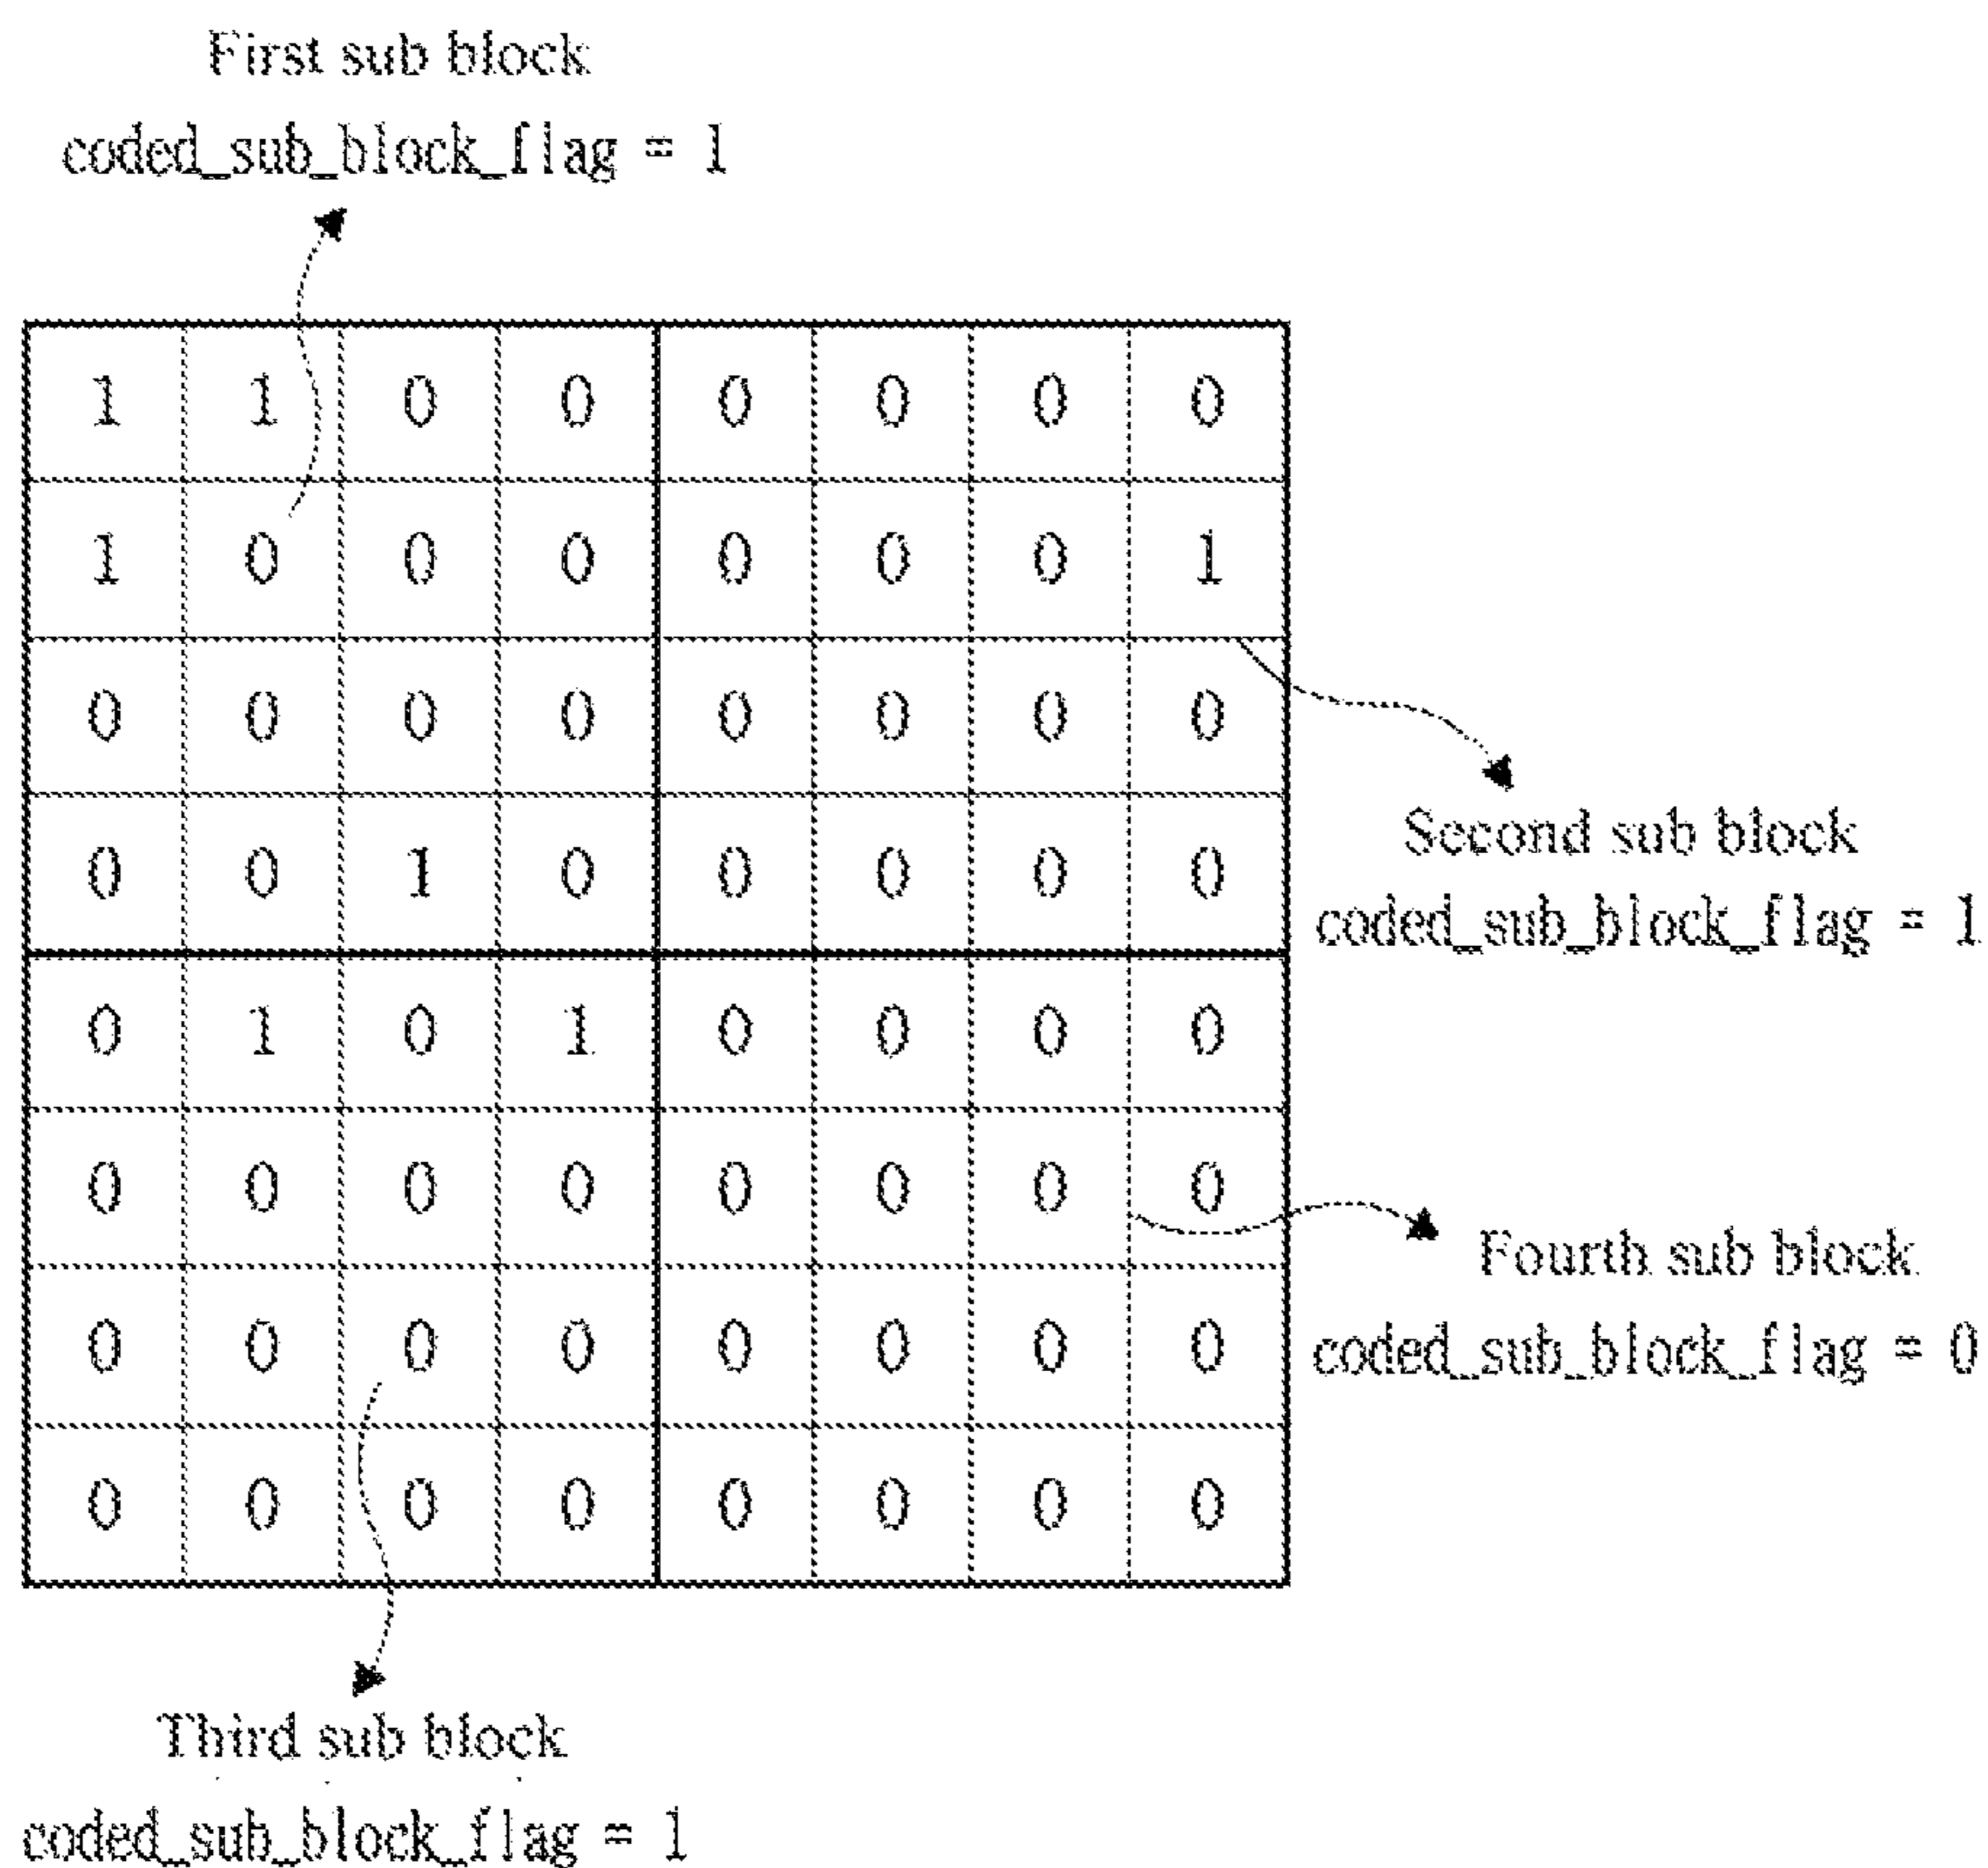 First sub block
coded_sub_block_flag = 1
1 1 0 0 0 0 0 0
1 0 0 0 0 0 0 1
0 0 0 0 0 0 0 0
0 0 1 0 0 0 0 0
Second sub block
coded_sub_block_flag = 1
0 1 0 1 0 0 0 0
0 0 0 0 0 0 0 0
Fourth sub block
coded_sub_block_flag = 0
0 0 0 0 0 0 0 0
0 0 0 0 0 0 0 0
Third sub block
coded_sub_block_flag = 1